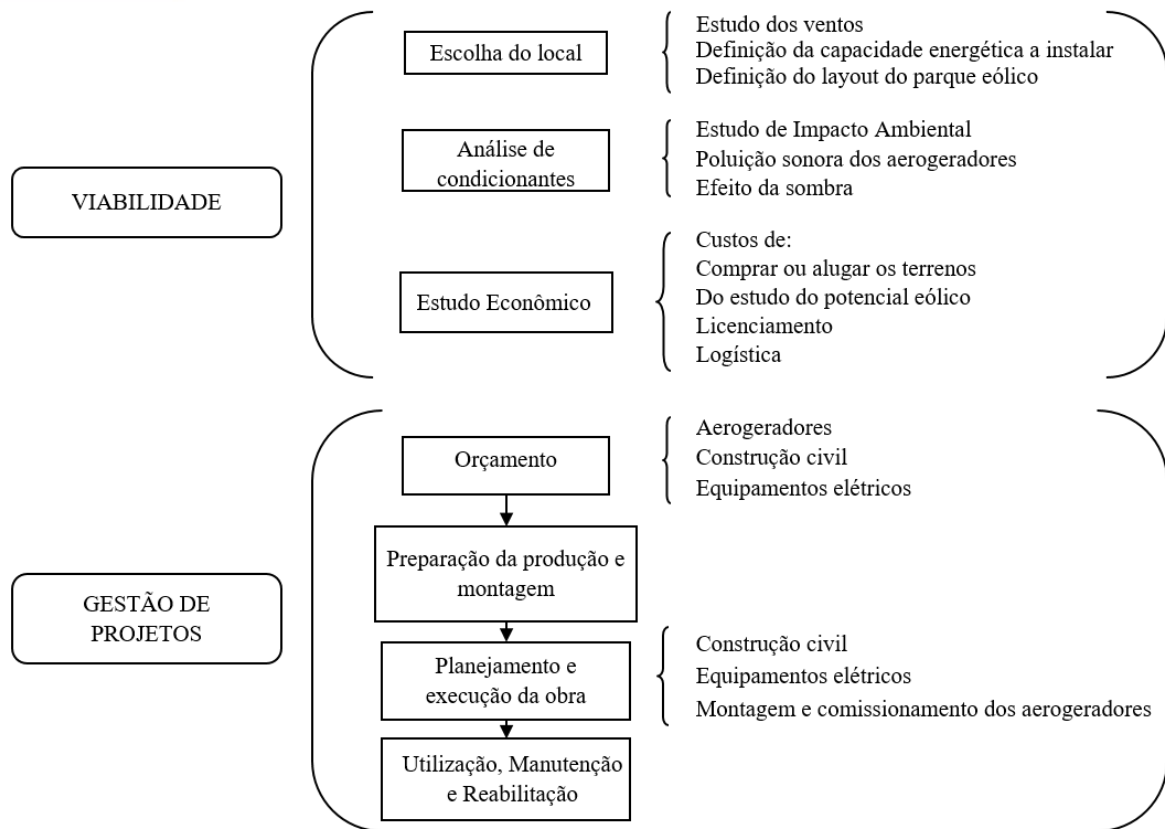 VIABILIDADE
Escolha do local
Estudo dos ventos
Definição da capacidade energética a instalar
Definição do layout do parque eólico
Análise de
condicionantes
Estudo de Impacto Ambiental
Poluição sonora dos aerogeradores
Efeito da sombra
Estudo Econômico
Custos de:
Comprar ou alugar os terrenos
Do estudo do potencial eólico
Licenciamento
Logística
GESTÃO DE
PROJETOS
Orçamento
Aerogeradores
Construção civil
Equipamentos elétricos
Preparação da produção e
montagem
Planejamento e
execução da obra
Construção civil
Equipamentos elétricos
Montagem e comissionamento dos aerogeradores
Utilização, Manutenção
e Reabilitação